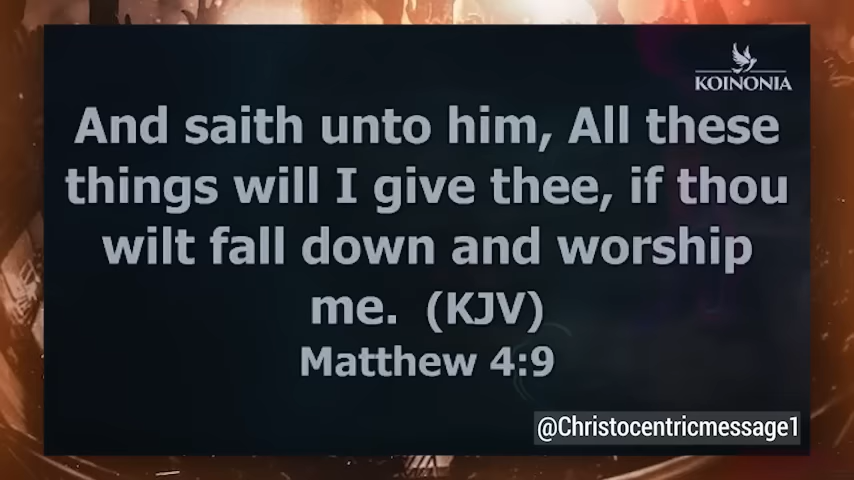 KOINONIA
And saith unto him, All these
things will I give thee, if thou
wilt fall down and worship
me. (KJV)
Matthew 4:9
@Christocentricmessage1